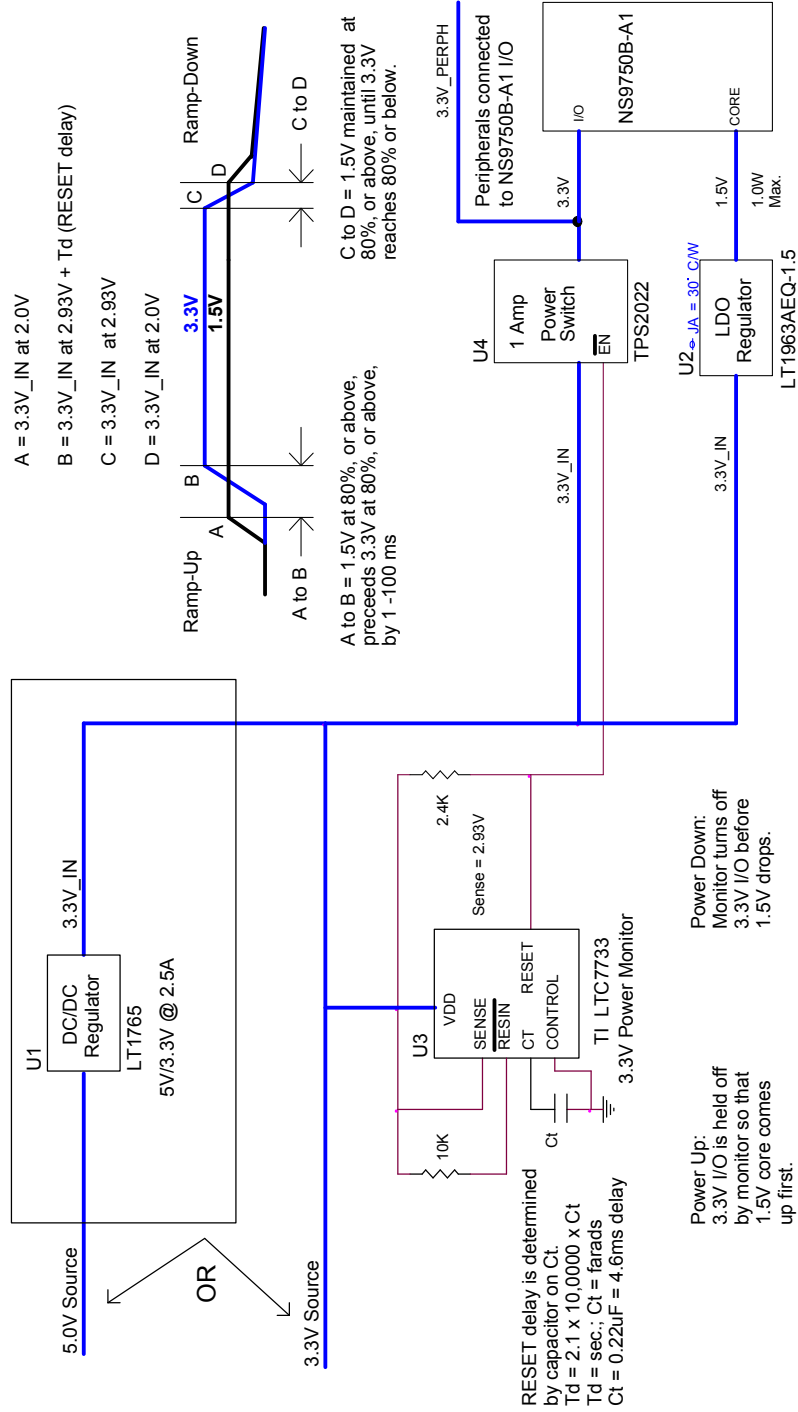 5.0V Source
OR
3.3V Source
U1
DC/DC
Regulator
LT1765
5V/3.3V @ 2.5A
3.3V_IN
A = 3.3V_IN at 2.0V
B = 3.3V_IN at 2.93V + Td (RESET delay)
C = 3.3V_IN at 2.93V
D = 3.3V_IN at 2.0V
Ramp-Up
A
B
3.3V
1.5V
C
D
Ramp-Down
A to B
C to D
A to B = 1.5V at 80%, or above,
preceeds 3.3V at 80%, or above,
by 1 -100 ms
C to D = 1.5V maintained at
80%, or above, until 3.3V
reaches 80% or below.
RESET delay is determined
by capacitor on Ct.
Td = 2.1 x 10,0000 x Ct
Td = sec.; Ct = farads
Ct = 0.22uF = 4.6ms delay
10K
Ct
U3
VDD
SENSE
RESIN
CT
CONTROL
RESET
TI LTC7733
3.3V Power Monitor
Sense = 2.93V
2.4K
3.3V_IN
U4
1 Amp
Power
Switch
EN
TPS2022
3.3V_PERPH
Peripherals connected
to NS9750B-A1 I/O
3.3V
I/O
NS9750B-A1
CORE
3.3V_IN
U2
JA = 30° C/W
LDO
Regulator
LT1963AEQ-1.5
1.5V
1.0W
Max.
Power Up:
3.3V I/O is held off
by monitor so that
1.5V core comes
up first.
Power Down:
Monitor turns off
3.3V I/O before
1.5V drops.